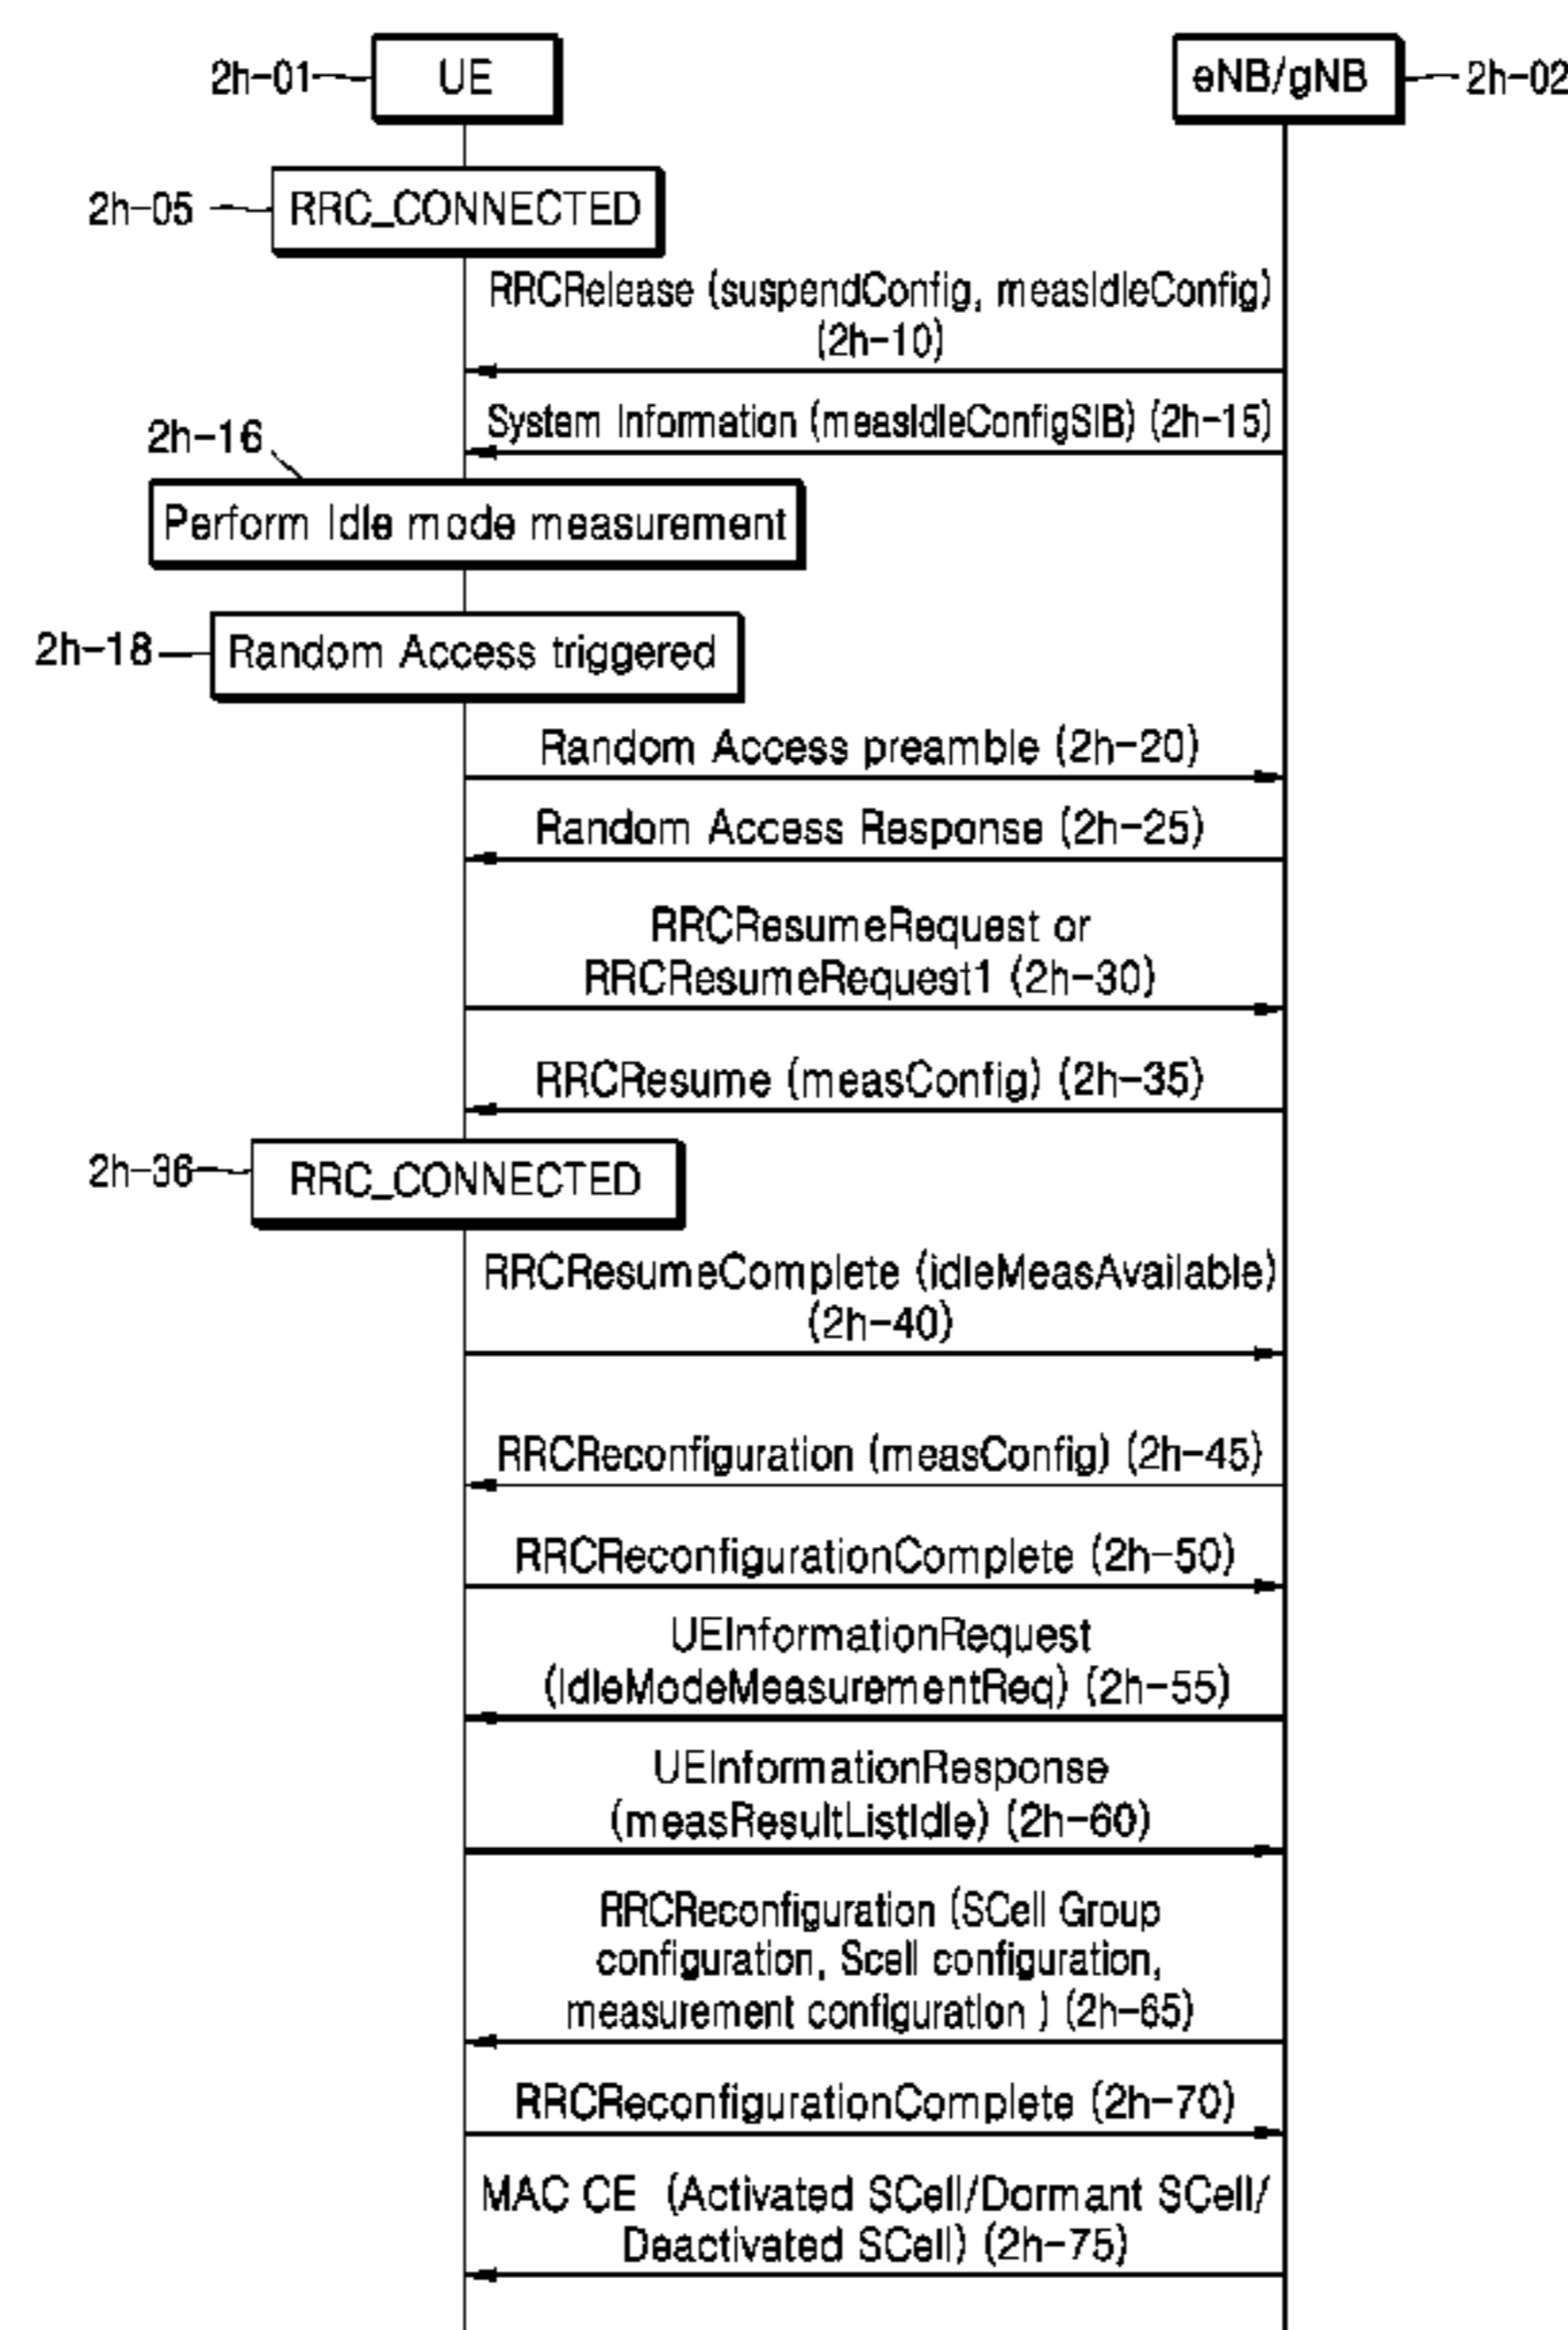 2h-01
UE
eNB/gNB
2h-02
2h-05
RRC_CONNECTED
RRCRelease (suspendConfig, measIdleConfig)
(2h-10)
System Information (measIdleConfigSIB) (2h-15)
2h-16
Perform Idle mode measurement
2h-18
Random Access triggered
Random Access preamble (2h-20)
Random Access Response (2h-25)
RRCResumeRequest or
RRCResumeRequest1 (2h-30)
RRCResume (measConfig) (2h-35)
2h-36
RRC_CONNECTED
RRCResumeComplete (idleMeasAvailable)
(2h-40)
RRCReconfiguration (measConfig) (2h-45)
RRCReconfigurationComplete (2h-50)
UEInformationRequest
(IdleModeMeasurementReq) (2h-55)
UEInformationResponse
(measResultListIdle) (2h-60)
RRCReconfiguration (SCell Group
configuration, Scell configuration,
measurement configuration ) (2h-65)
RRCReconfigurationComplete (2h-70)
MAC CE (Activated SCell/Dormant SCell/
Deactivated SCell) (2h-75)